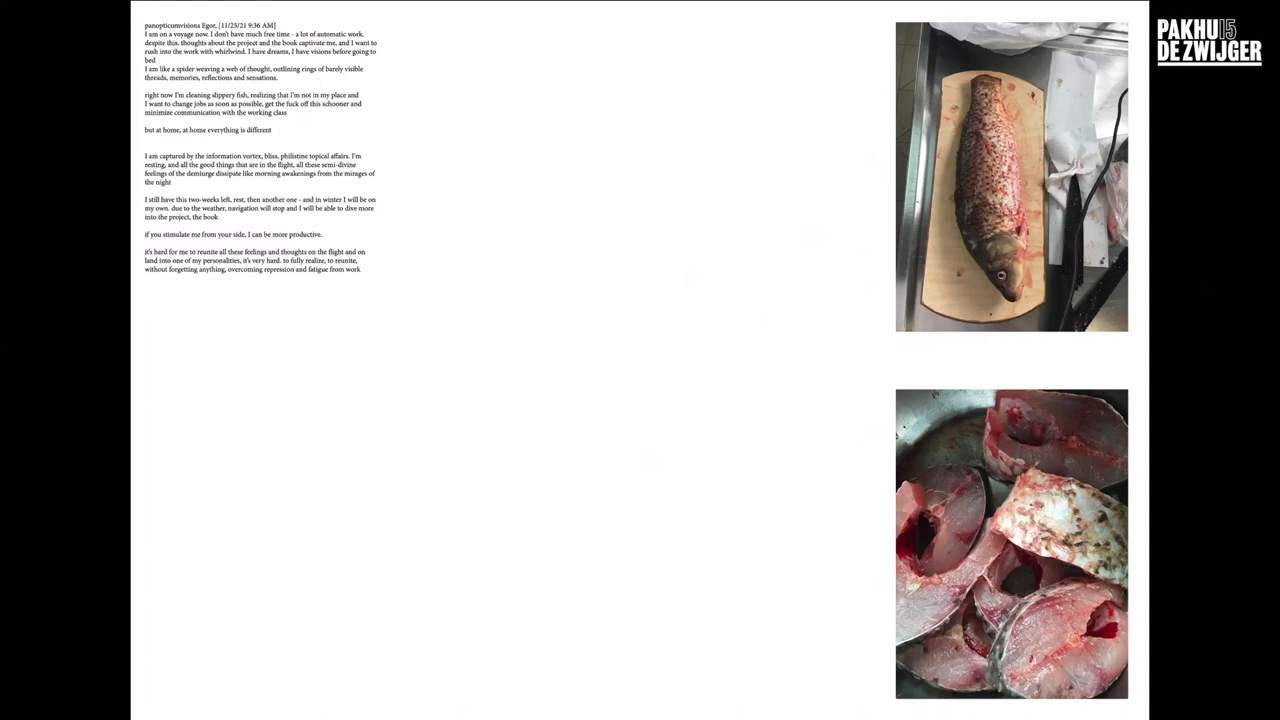 panopticumvisions Egor, [11/25/21 9:36 AM]
I am on a voyage now. I don't have much free time - a lot of automatic work.
despite this, thoughts about the project and the book captivate me, and I want to
rush into the work with whirlwind. I have dreams, I have visions before going to
bed
I am like a spider weaving a web of thought, outlining rings of barely visible
threads, memories, reflections and sensations.
right now I'm cleaning slippery fish, realizing that I'm not in my place and
I want to change jobs as soon as possible, get the fuck off this schooner and
minimize communication with the working class
but at home, at home everything is different
I am captured by the information vortex, bliss, philistine topical affairs. I'm
resting, and all the good things that are in the flight, all these semi-divine
feelings of the demiurge dissipate like morning awakenings from the mirages of
the night
I still have this two-weeks left, rest, then another one - and in winter I will be on
my own. due to the weather, navigation will stop and I will be able to dive more
into the project, the book
if you stimulate me from your side, I can be more productive.
it's hard for me to reunite all these feelings and thoughts on the flight and on
land into one of my personalities, it's very hard. to fully realize, to reunite,
without forgetting anything, overcoming repression and fatigue from work
PAKHU15
DE ZWIJGER